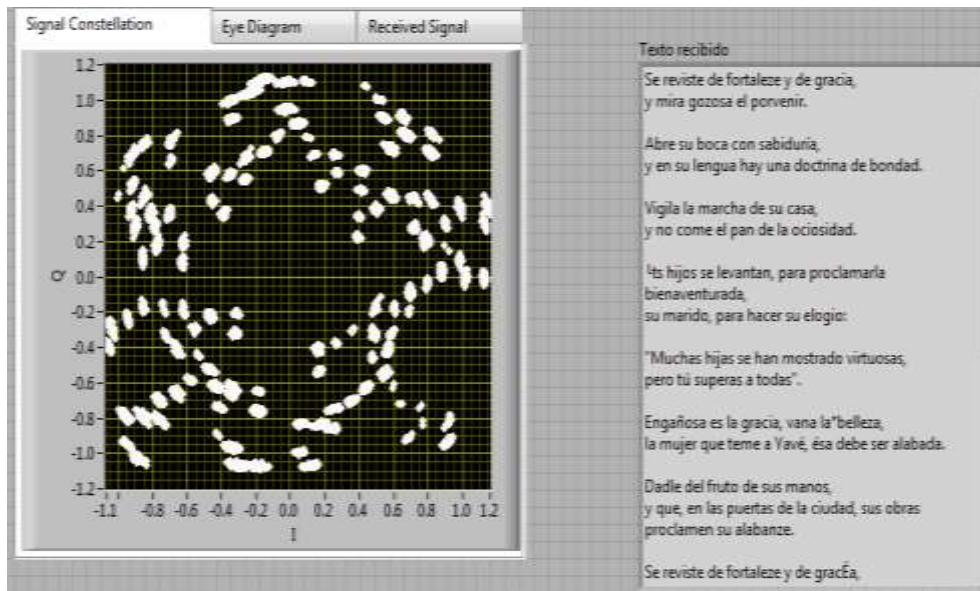 Signal Constellation
Eye Diagram
Received Signal
1.2
1.0
0.8
0.6
0.4
0.2
0.0
-0.2
-0.4
-0.6
-0.8
-1.0
-1.2
Q
-1.1 -0.8 -0.6 -0.4 -0.2 0.0 0.2 0.4 0.6 0.8 1.0 1.2
I
Texto recibido
Se reviste de fortaleze y de gracia,
y mira gozosa el porvenir.
Abre su boca con sabiduría,
y en su lengua hay una doctrina de bondad.
Vigila la marcha de su casa,
y no come el pan de la ociosidad.
└ts hijos se levantan, para proclamarla
bienaventurada,
su marido, para hacer su elogio:
"Muchas hijas se han mostrado virtuosas,
pero tú superas a todas".
Engañosa es la gracia, vana la"belleza,
la mujer que teme a Yavé, ésa debe ser alabada.
Dadle del fruto de sus manos,
y que, en las puertas de la ciudad, sus obras
proclamen su alabanze.
Se reviste de fortaleze y de gracÉa,